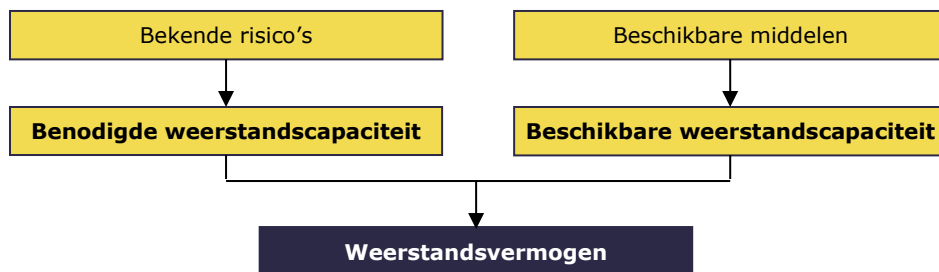 Bekende risico’s
Beschikbare middelen
Benodigde weerstandscapaciteit
Beschikbare weerstandscapaciteit
Weerstandsvermogen